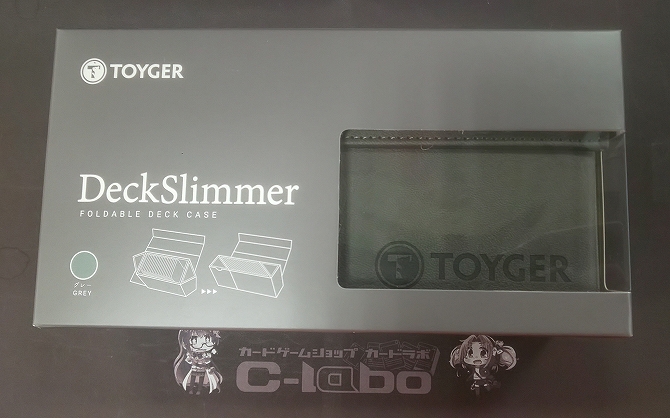 TOYGER
DeckSlimmer
FOLDABLE DECK CASE
グレー
GREY
TOYGER
カードゲームショップ カードラボ
C-labo